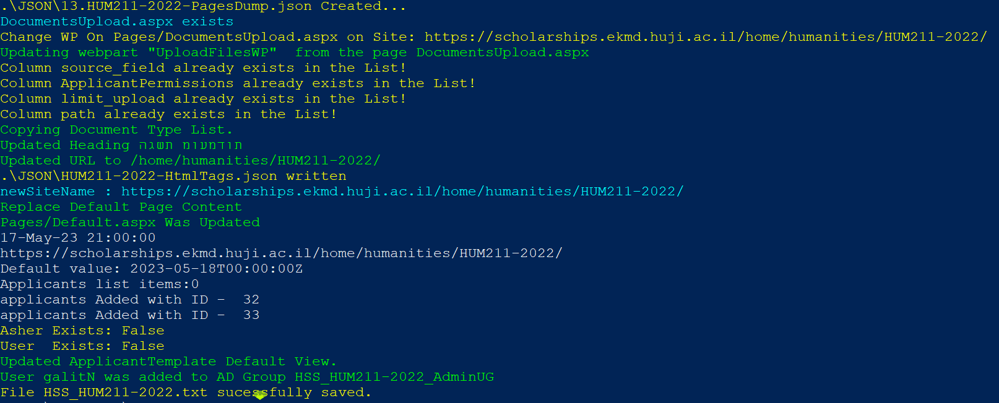 .\JSON\13.HUM211-2022-PagesDump.json Created...
DocumentsUpload.aspx exists
Change WP On Pages/DocumentsUpload.aspx on Site: https://scholarships.ekmd.huji.ac.il/home/humanities/HUM211-2022/
Updating webpart "UploadFilesWP"  from the page DocumentsUpload.aspx
Column source_field already exists in the List!
Column ApplicantPermissions already exists in the List!
Column limit_upload already exists in the List!
Column path already exists in the List!
Copying Document Type List.
Updated Heading הגשת מועמדות
Updated URL to /home/humanities/HUM211-2022/
.\JSON\HUM211-2022-HtmlTags.json written
newSiteName : https://scholarships.ekmd.huji.ac.il/home/humanities/HUM211-2022/
Replace Default Page Content
Pages/Default.aspx Was Updated
17-May-23 21:00:00
https://scholarships.ekmd.huji.ac.il/home/humanities/HUM211-2022/
Default value: 2023-05-18T00:00:00Z
Applicants list items:0
applicants Added with ID -  32
applicants Added with ID -  33
Asher Exists: False
User  Exists: False
Updated ApplicantTemplate Default View.
User galitN was added to AD Group HSS_HUM211-2022_AdminUG
File HSS_HUM211-2022.txt sucessfully saved.